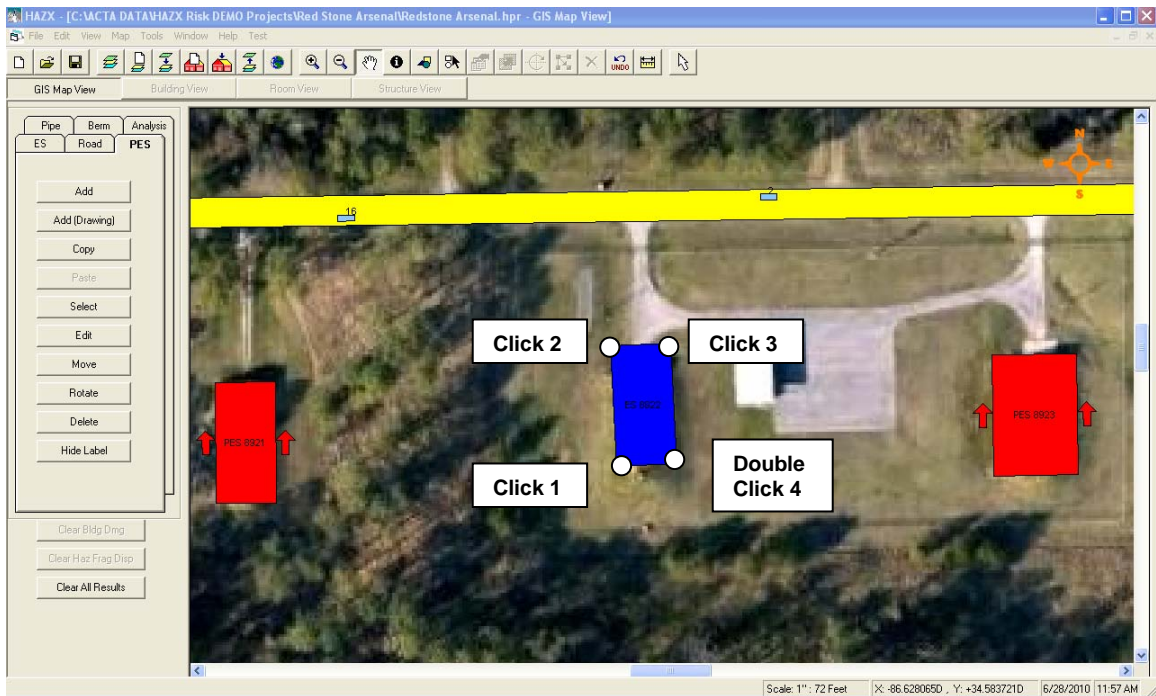 HAZX - [C:\ACTA DATA\HAZX Risk DEMO Projects\Red Stone Arsenal\Redstone Arsenal.hpr - GIS Map View]
File Edit View Map Tools Window Help Test
UNDO
GIS Map View Building View Room View Structure View
Pipe Berm Analysis
ES Road PES
Add
Add (Drawing)
Copy
Paste
Select
Edit
Move
Rotate
Delete
Hide Label
Clear Bldg Dmg
Clear Haz Frag Disp
Clear All Results
N
S
16
2
Click 2
Click 3
ES 8922
PES 8921
PES 8923
Click 1
Double
Click 4
Scale: 1" : 72 Feet X: -86.628065D , Y: +34.583721D 6/28/2010 11:57 AM